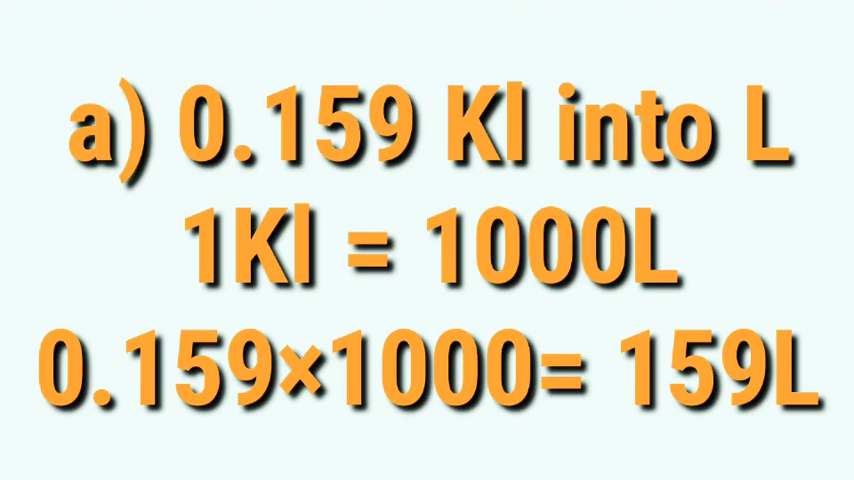 a) 0.159 Kl into L
1Kl = 1000L
0.159×1000= 159L